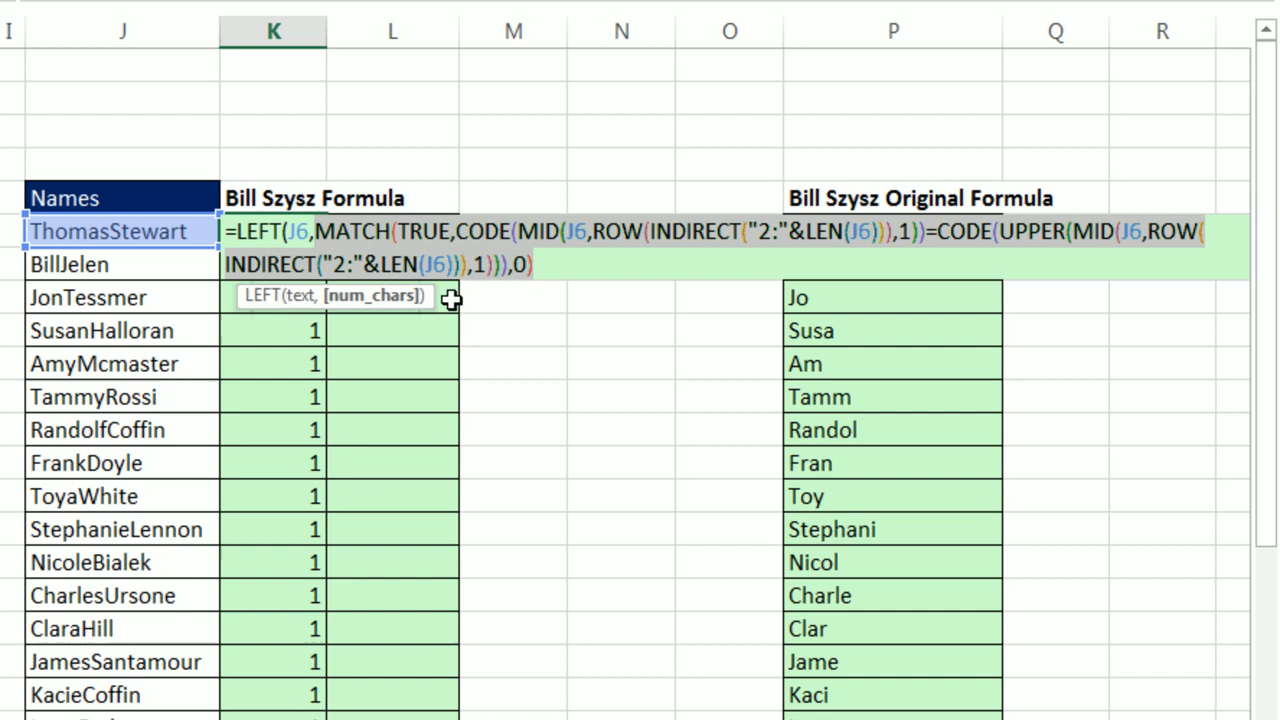 I J K L M N O P Q R
Names Bill Szysz Formula Bill Szysz Original Formula
ThomasStewart =LEFT(J6,MATCH(TRUE,CODE(MID(J6,ROW(INDIRECT("2:"&LEN(J6))),1))=CODE(UPPER(MID(J6,ROW(
BillJelen INDIRECT("2:"&LEN(J6))),1))),0)
JonTessmer LEFT(text, [num_chars]) Jo
SusanHalloran 1 Susa
AmyMcmaster 1 Am
TammyRossi 1 Tamm
RandolfCoffin 1 Randol
FrankDoyle 1 Fran
ToyaWhite 1 Toy
StephanieLennon 1 Stephani
NicoleBialek 1 Nicol
CharlesUrsone 1 Charle
ClaraHill 1 Clar
JamesSantamour 1 Jame
KacieCoffin 1 Kaci